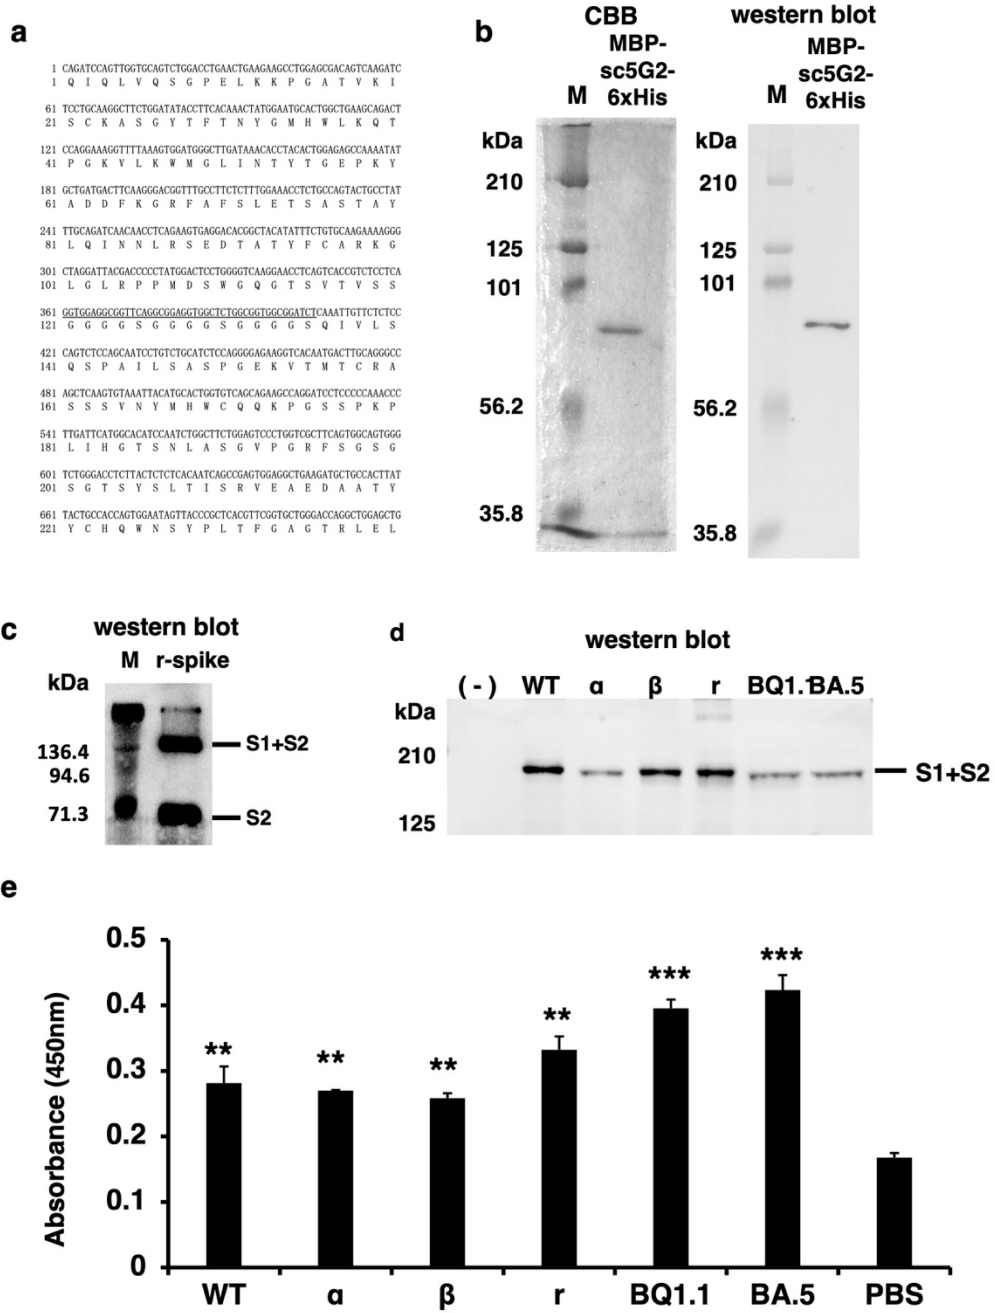 a
1 CAGATCCAGTTGGTGCAGTCTGGACCTGAACTGAAGAAGCCTGGAGCGACAGTCAAGATC
1 Q I Q L V Q S G P E L K K P G A T V K I
61 TCCTGCAAGGCTTCTGGATATACCTTCACAAACTATGGAATGCACTGGCTGAAGCAGACT
21 S C K A S G Y T F T N Y G M H W L K Q T
121 CCAGGAAAGGTTTTAAAGTGGATGGGCTTGATAAACACCTACACTGGAGAGCCAAAATAT
41 P G K V L K W M G L I N T Y T G E P K Y
181 GCTGATGACTTCAAGGGACGGTTTGCCTTCTCTTTGGAAACCTCTGCCAGTACTGCCTAT
61 A D D F K G R F A F S L E T S A S T A Y
241 TTGCAGATCAACAACCTCAGAAGTGAGGACACGGCTACATATTTCTGTGCAAGAAAAGGG
81 L Q I N N L R S E D T A T Y F C A R K G
301 CTAGGATTACGACCCCCTATGGACTCCTGGGGTCAAGGAACCTCAGTCACCGTCTCCTCA
101 L G L R P P M D S W G Q G T S V T V S S
361 GGTGGAGGCGGTTCAGGCGGAGGTGGCTCTGGCGGTGGCGGATCTCAAATTGTTCTCTCC
121 G G G G S G G G G S G G G G S Q I V L S
421 CAGTCTCCAGCAATCCTGTCTGCATCTCCAGGGGAGAAGGTCACAATGACTTGCAGGGCC
141 Q S P A I L S A S P G E K V T M T C R A
481 AGCTCAAGTGTAAATTACATGCACTGGTGTCAGCAGAAGCCAGGATCCTCCCCCAAACCC
161 S S S V N Y M H W C Q Q K P G S S P K P
541 TTGATTCATGGCACATCCAATCTGGCTTCTGGAGTCCCTGGTCGCTTCAGTGGCAGTGGG
181 L I H G T S N L A S G V P G R F S G S G
601 TCTGGGACCTCTTACTCTCTCACAATCAGCCGAGTGGAGGCTGAAGATGCTGCCACTTAT
201 S G T S Y S L T I S R V E A E D A A T Y
661 TACTGCCACCAGTGGAATAGTTACCCGCTCACGTTCGGTGCTGGGACCAGGCTGGAGCTG
221 Y C H Q W N S Y P L T F G A G T R L E L
b
CBB
M
MBP-
sc5G2-
6xHis
kDa
210
125
101
56.2
35.8
western blot
M
MBP-
sc5G2-
6xHis
kDa
210
125
101
56.2
35.8
c
western blot
M r-spike
kDa
136.4
94.6
71.3
S1+S2
S2
d
western blot
(-) WT α β r BQ1.1 BA.5
kDa
210
125
S1+S2
e
Absorbance (450nm)
0.5
0.4
0.3
0.2
0.1
0
** ** ** ** *** ***
WT α β r BQ1.1 BA.5 PBS